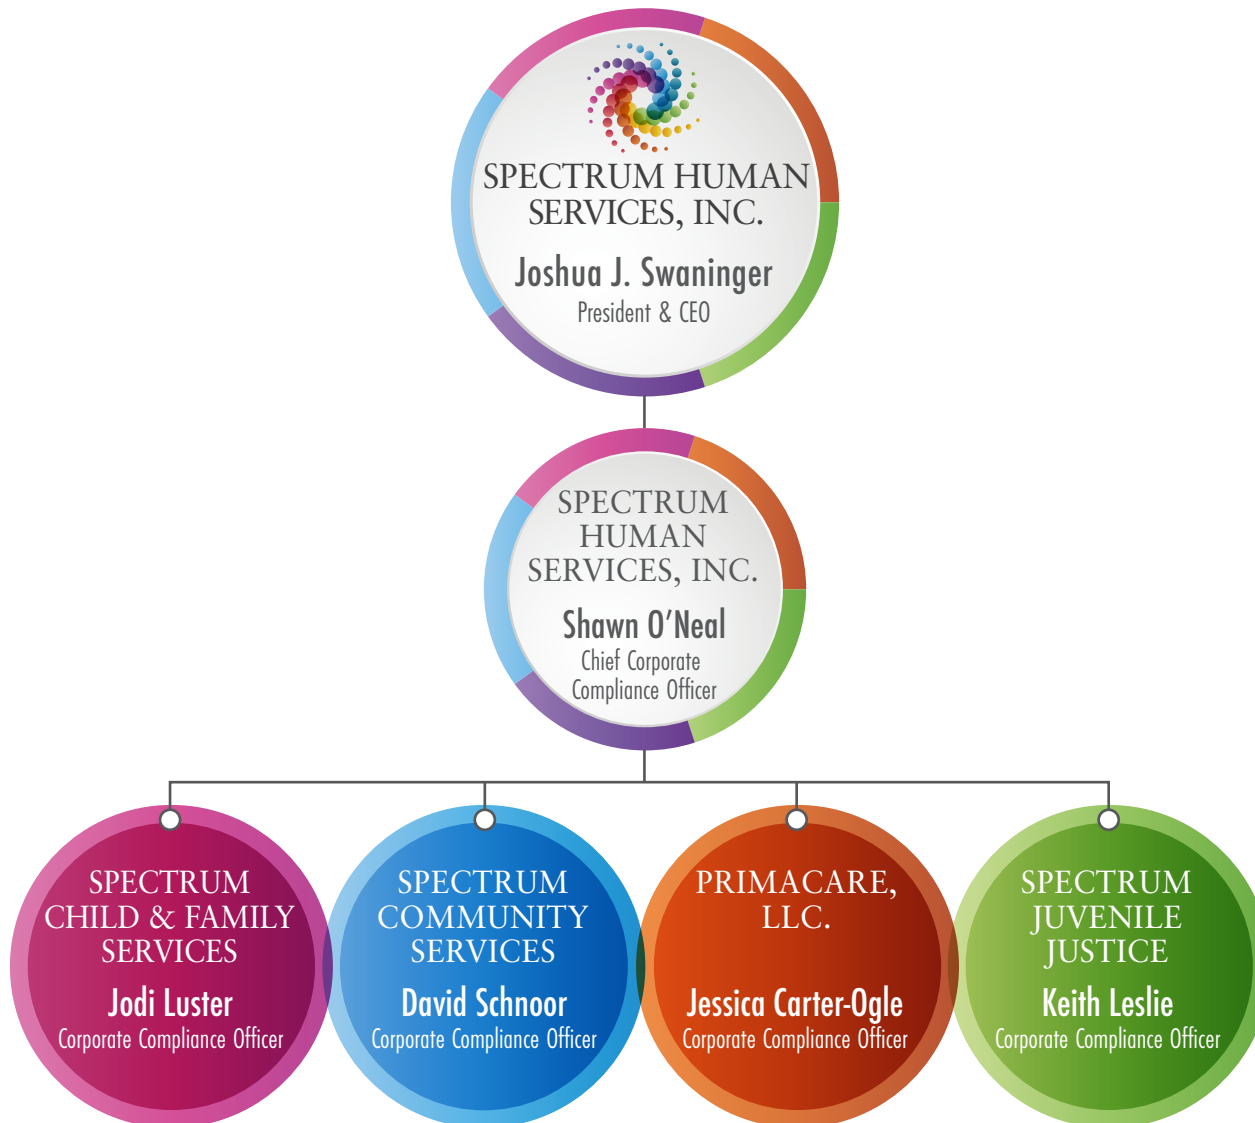 SPECTRUM HUMAN
SERVICES, INC.
Joshua J. Swaninger
President & CEO
SPECTRUM
HUMAN
SERVICES, INC.
Shawn O’Neal
Chief Corporate
Compliance Officer
SPECTRUM
CHILD & FAMILY
SERVICES
Jodi Luster
Corporate Compliance Officer
SPECTRUM
COMMUNITY
SERVICES
David Schnoor
Corporate Compliance Officer
PRIMACARE,
LLC.
Jessica Carter-Ogle
Corporate Compliance Officer
SPECTRUM
JUVENILE
JUSTICE
Keith Leslie
Corporate Compliance Officer